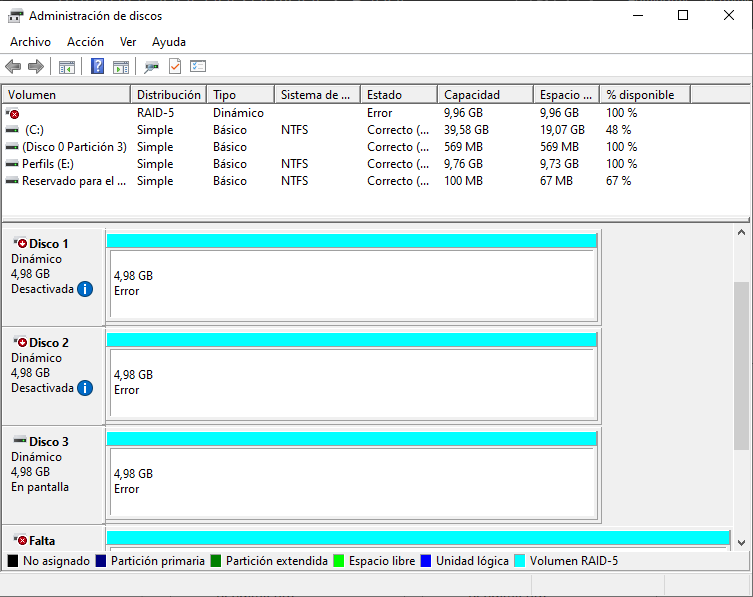 Administración de discos
Archivo Acción Ver Ayuda
Volumen Distribución Tipo Sistema de ... Estado Capacidad Espacio ... % disponible
RAID-5 Dinámico Error 9,96 GB 9,96 GB 100 %
(C:) Simple Básico NTFS Correcto (... 39,58 GB 19,07 GB 48 %
(Disco 0 Partición 3) Simple Básico Correcto (... 569 MB 569 MB 100 %
Perfils (E:) Simple Básico NTFS Correcto (... 9,76 GB 9,73 GB 100 %
Reservado para el ... Simple Básico NTFS Correcto (... 100 MB 67 MB 67 %
Disco 1
Dinámico
4,98 GB
Desactivada
4,98 GB
Error
Disco 2
Dinámico
4,98 GB
Desactivada
4,98 GB
Error
Disco 3
Dinámico
4,98 GB
En pantalla
4,98 GB
Error
Falta
No asignado Partición primaria Partición extendida Espacio libre Unidad lógica Volumen RAID-5